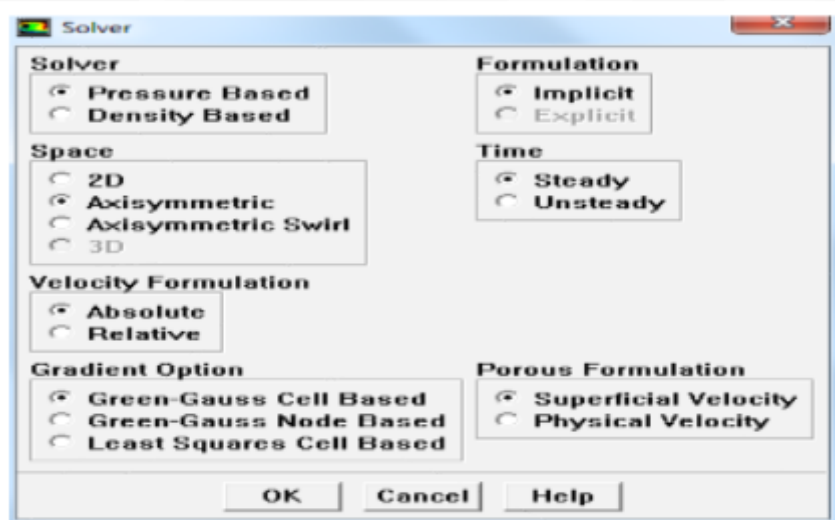 Solver
Solver
Pressure Based
Density Based
Formulation
Implicit
Explicit
Space
2D
Axisymmetric
Axisymmetric Swirl
3D
Time
Steady
Unsteady
Velocity Formulation
Absolute
Relative
Gradient Option
Green-Gauss Cell Based
Green-Gauss Node Based
Least Squares Cell Based
Porous Formulation
Superficial Velocity
Physical Velocity
OK Cancel Help